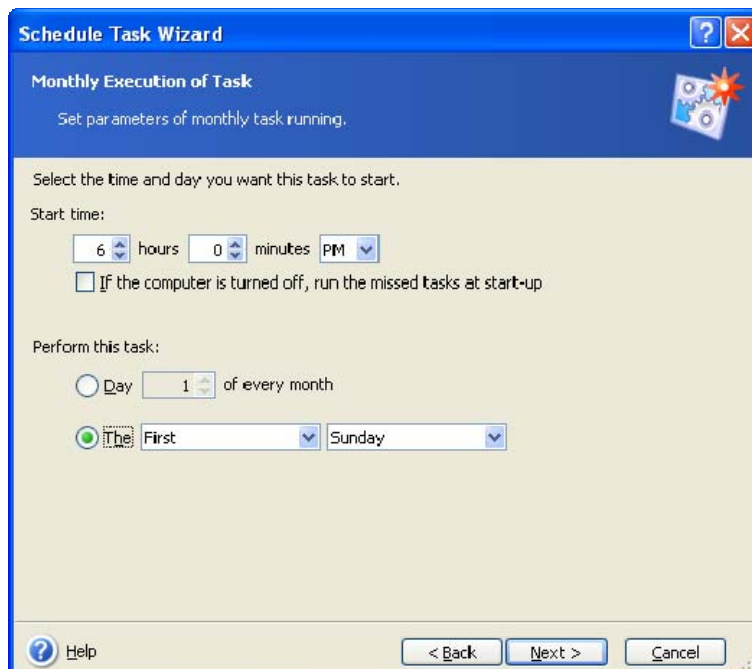 Schedule Task Wizard
Monthly Execution of Task
Set parameters of monthly task running.
Select the time and day you want this task to start.
Start time:
6 hours 0 minutes PM
If the computer is turned off, run the missed tasks at start-up
Perform this task:
Day 1 of every month
The First Sunday
Help < Back Next > Cancel